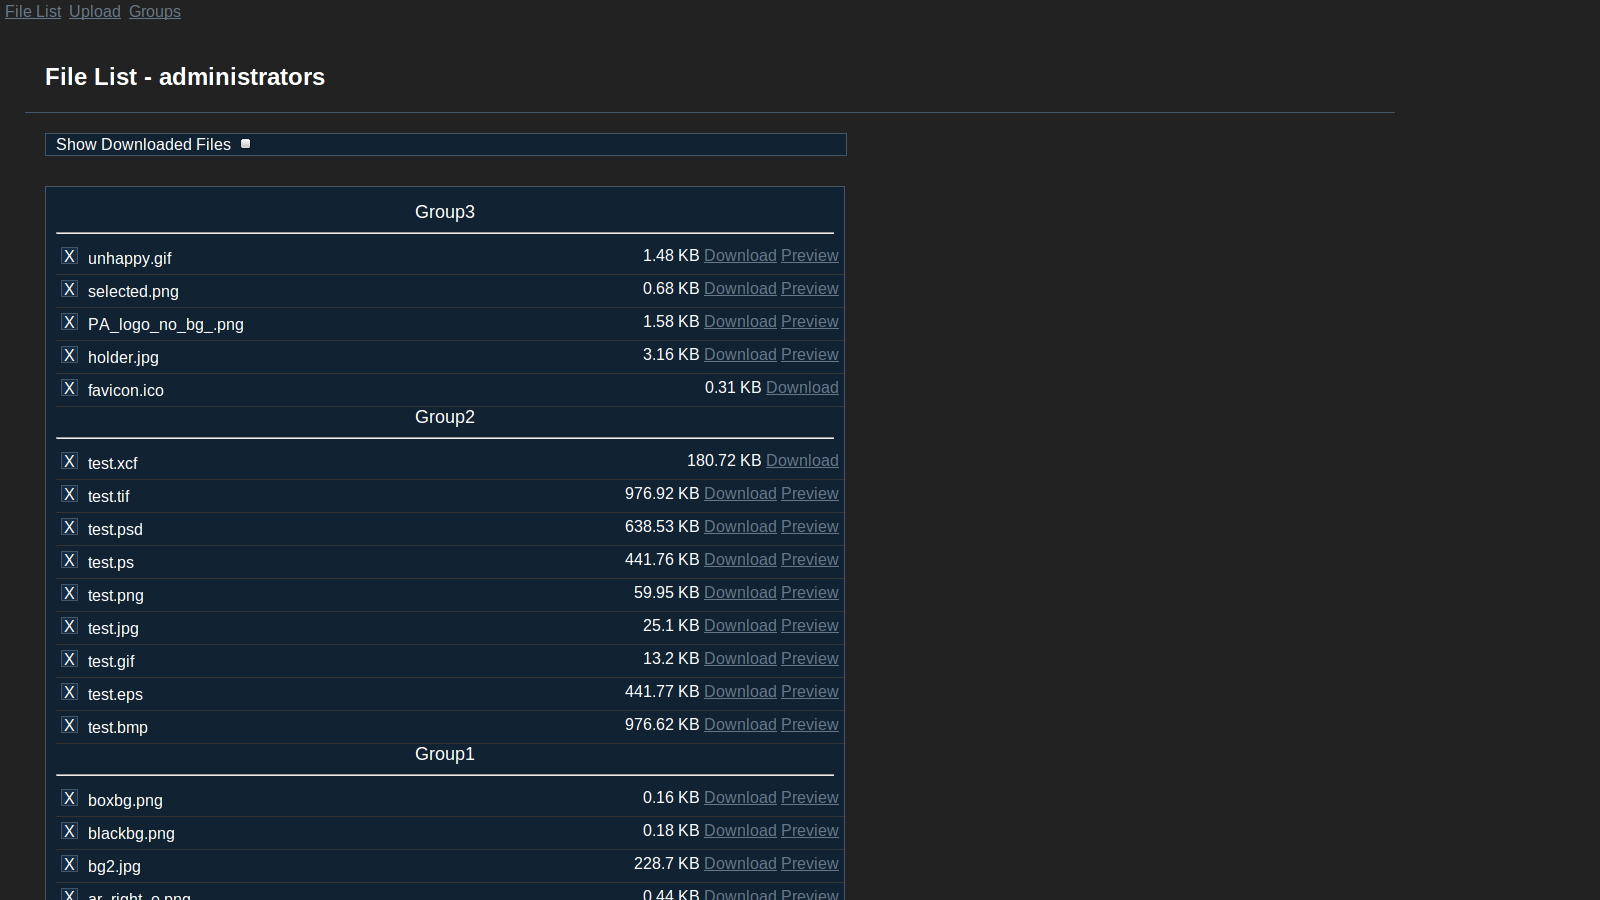 File List Upload Groups
File List - administrators
Show Downloaded Files
Group3
X unhappy.gif 1.48 KB Download Preview
X selected.png 0.68 KB Download Preview
X PA_logo_no_bg_.png 1.58 KB Download Preview
X holder.jpg 3.16 KB Download Preview
X favicon.ico 0.31 KB Download
Group2
X test.xcf 180.72 KB Download
X test.tif 976.92 KB Download Preview
X test.psd 638.53 KB Download Preview
X test.ps 441.76 KB Download Preview
X test.png 59.95 KB Download Preview
X test.jpg 25.1 KB Download Preview
X test.gif 13.2 KB Download Preview
X test.eps 441.77 KB Download Preview
X test.bmp 976.62 KB Download Preview
Group1
X boxbg.png 0.16 KB Download Preview
X blackbg.png 0.18 KB Download Preview
X bg2.jpg 228.7 KB Download Preview
X ar_right_o.png 0.44 KB Download Preview